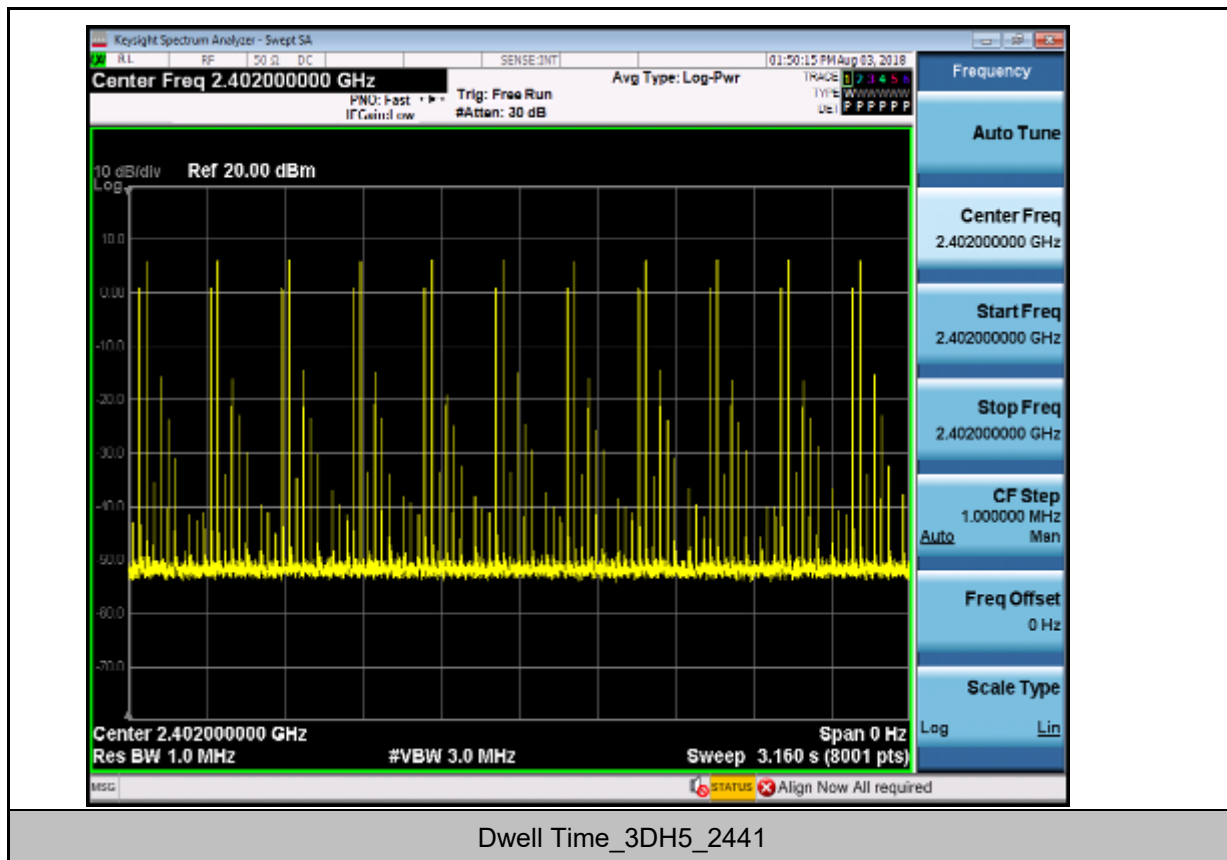 Keysight Spectrum Analyzer - Swept SA
RL RF 50 Ω DC SENSE:INT 01:50:15 PM Aug 03, 2018
Center Freq 2.402000000 GHz Avg Type: Log-Pwr TRACE 1 2 3 4 5 6
PNO: Fast Trig: Free Run TYPE WWWWWW
IFGain:Low #Atten: 30 dB DET P P P P P P
10 dB/div Ref 20.00 dBm
Log
10.0
0.00
-10.0
-20.0
-30.0
-40.0
-50.0
-60.0
-70.0
Center 2.402000000 GHz Span 0 Hz
Res BW 1.0 MHz #VBW 3.0 MHz Sweep 3.160 s (8001 pts)
MSG STATUS Align Now All required
Frequency
Auto Tune
Center Freq
2.402000000 GHz
Start Freq
2.402000000 GHz
Stop Freq
2.402000000 GHz
CF Step
1.000000 MHz
Auto Man
Freq Offset
0 Hz
Scale Type
Log Lin
Dwell Time_3DH5_2441